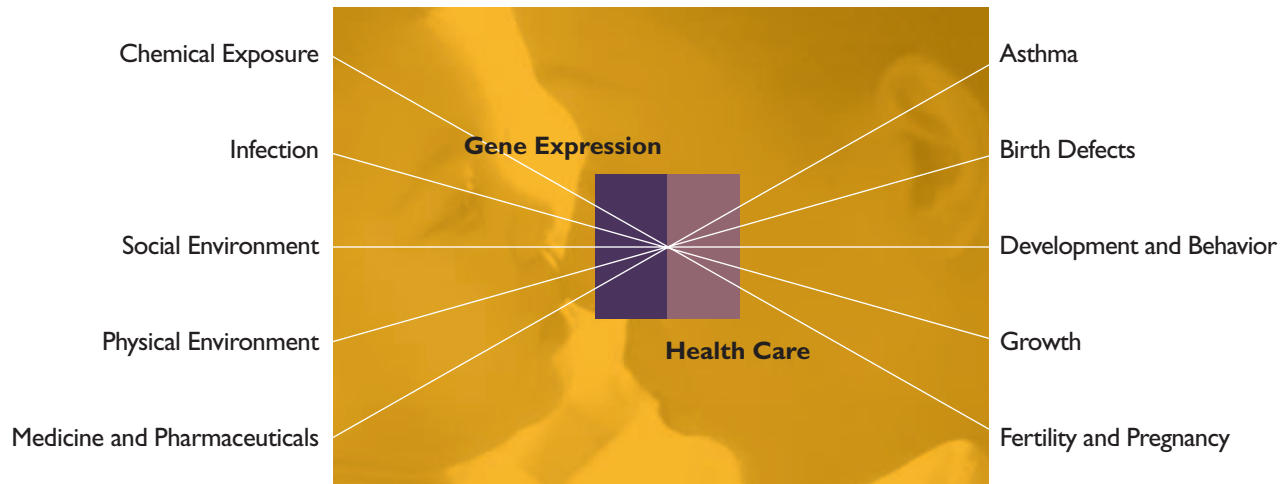 Chemical Exposure
Infection
Social Environment
Physical Environment
Medicine and Pharmaceuticals
Gene Expression
Health Care
Asthma
Birth Defects
Development and Behavior
Growth
Fertility and Pregnancy